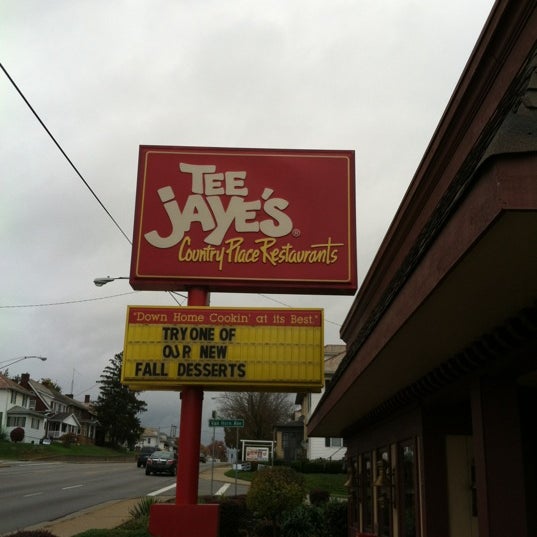 TEE
JAYE'S®
Country Place Restaurants
"Down Home Cookin' at its Best."
TRY ONE OF
OUR NEW
FALL DESSERTS